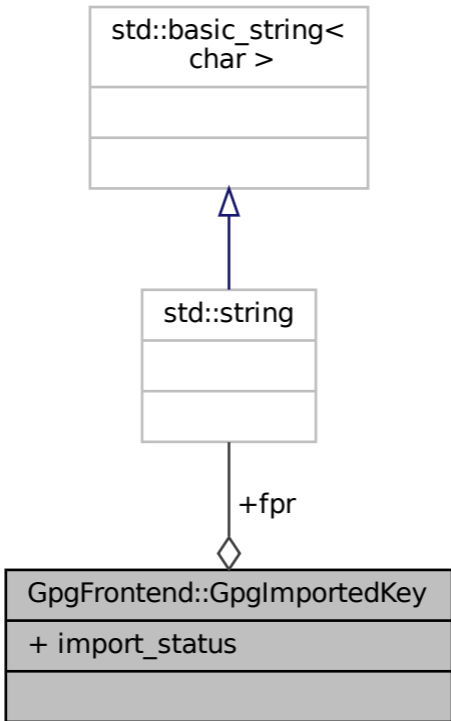 std::basic_string<
char >
std::string
+fpr
GpgFrontend::GpgImportedKey
+ import_status